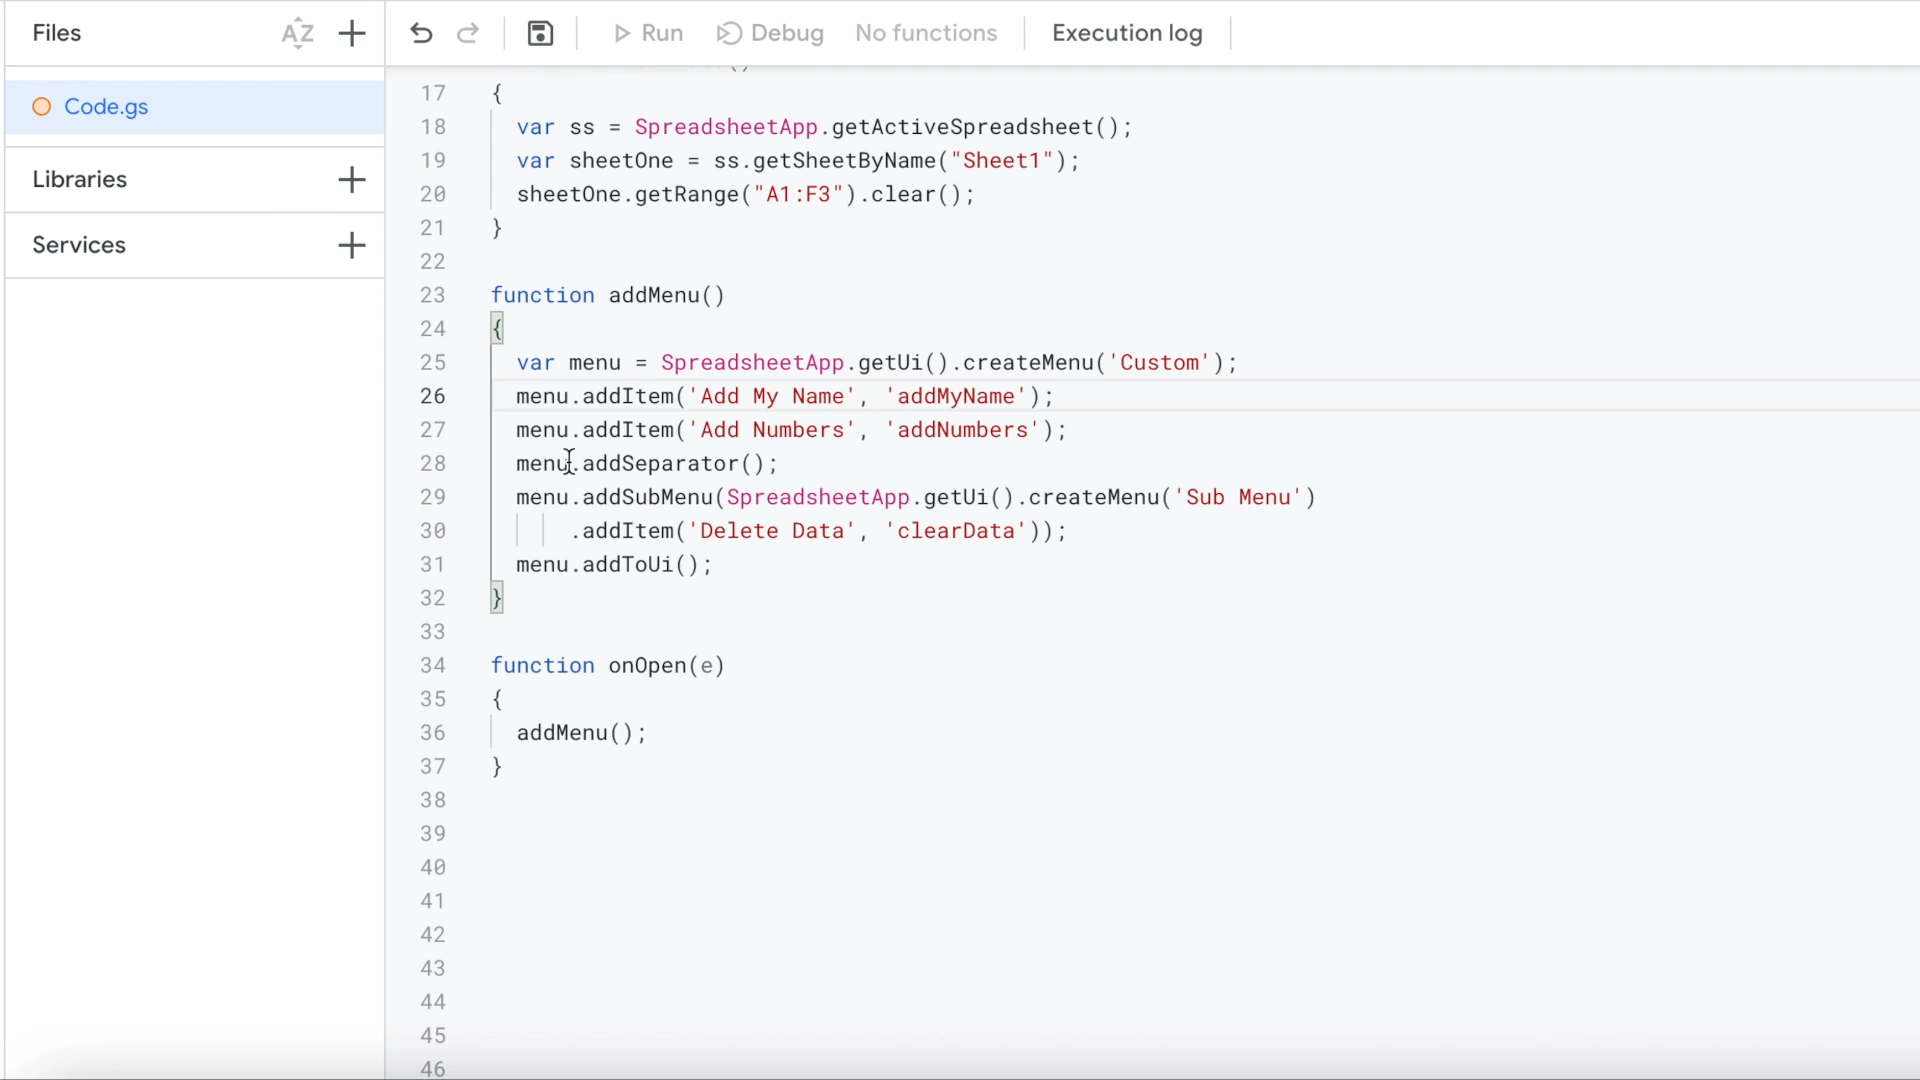 Files
Code.gs
Libraries
Services
Run Debug No functions Execution log
17 {
18 var ss = SpreadsheetApp.getActiveSpreadsheet();
19 var sheetOne = ss.getSheetByName("Sheet1");
20 sheetOne.getRange("A1:F3").clear();
21 }
22
23 function addMenu()
24 {
25 var menu = SpreadsheetApp.getUi().createMenu('Custom');
26 menu.addItem('Add My Name', 'addMyName');
27 menu.addItem('Add Numbers', 'addNumbers');
28 menu.addSeparator();
29 menu.addSubMenu(SpreadsheetApp.getUi().createMenu('Sub Menu')
30 .addItem('Delete Data', 'clearData'));
31 menu.addToUi();
32 }
33
34 function onOpen(e)
35 {
36 addMenu();
37 }
38
39
40
41
42
43
44
45
46